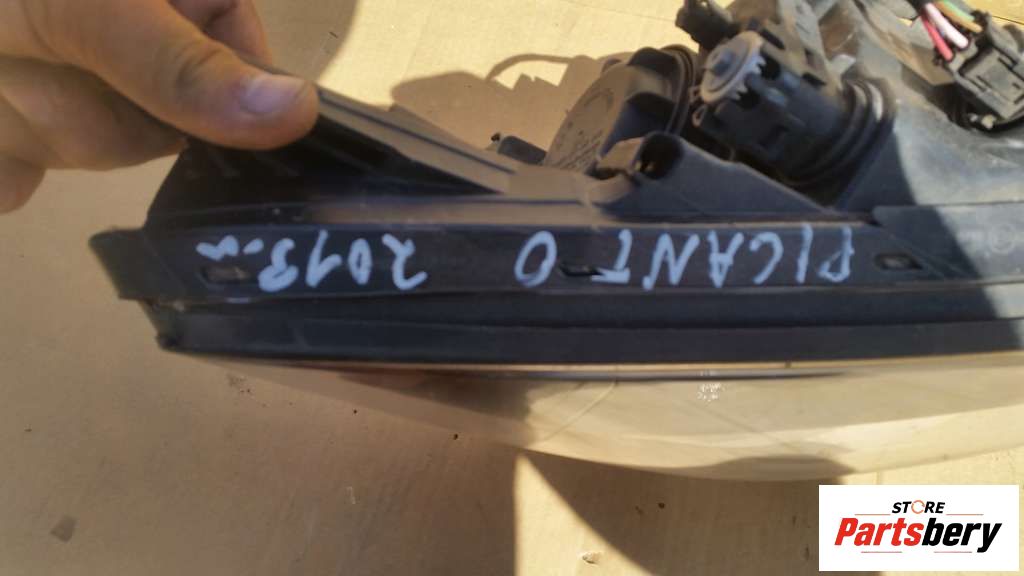 PICANTO 2013-
STORE
Partsbery